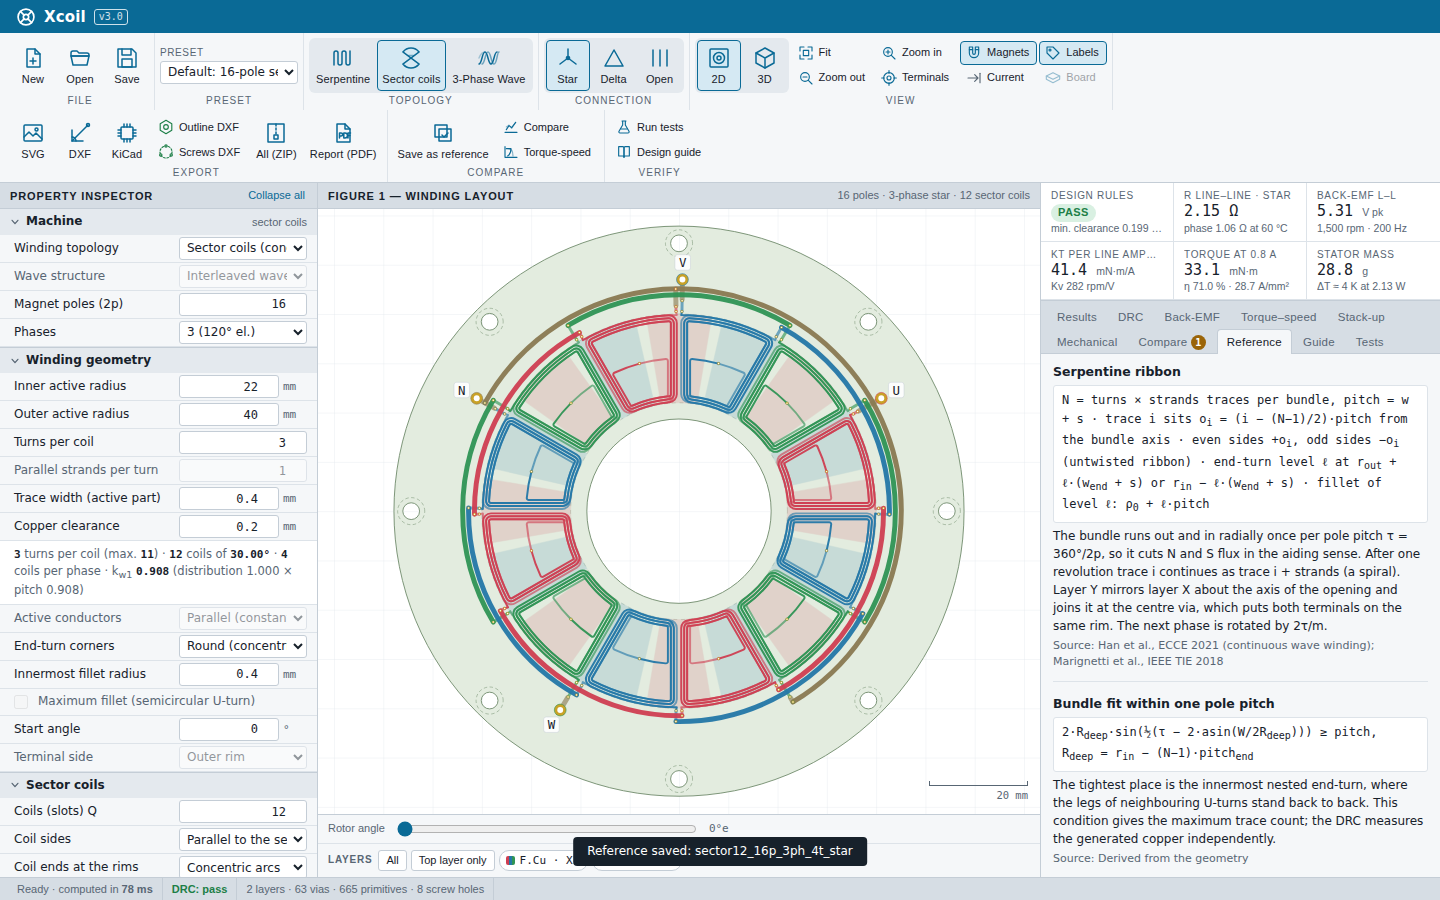 Xcoil v3.0
New Open Save
FILE
PRESET
Default: 16-pole se
PRESET
Serpentine Sector coils 3-Phase Wave
TOPOLOGY
Star Delta Open
CONNECTION
2D 3D
Fit Zoom in Magnets Labels
Zoom out Terminals Current Board
VIEW
SVG DXF KiCad
Outline DXF
Screws DXF
All (ZIP) Report (PDF)
EXPORT
Save as reference
Compare
Torque-speed
COMPARE
Run tests
Design guide
VERIFY
PROPERTY INSPECTOR Collapse all
Machine sector coils
Winding topology Sector coils (con
Wave structure Interleaved wave
Magnet poles (2p) 16
Phases 3 (120° el.)
Winding geometry
Inner active radius 22 mm
Outer active radius 40 mm
Turns per coil 3
Parallel strands per turn 1
Trace width (active part) 0.4 mm
Copper clearance 0.2 mm
3 turns per coil (max. 11) · 12 coils of 30.00° · 4
coils per phase · kw1 0.908 (distribution 1.000 ×
pitch 0.908)
Active conductors Parallel (constan
End-turn corners Round (concentr
Innermost fillet radius 0.4 mm
Maximum fillet (semicircular U-turn)
Start angle 0 °
Terminal side Outer rim
Sector coils
Coils (slots) Q 12
Coil sides Parallel to the se
Coil ends at the rims Concentric arcs
FIGURE 1 — WINDING LAYOUT 16 poles · 3-phase star · 12 sector coils
V
N
U
W
20 mm
Rotor angle 0°e
LAYERS All Top layer only F.Cu · X
Reference saved: sector12_16p_3ph_4t_star
DESIGN RULES
PASS
min. clearance 0.199 …
R LINE–LINE · STAR
2.15 Ω
phase 1.06 Ω at 60 °C
BACK-EMF L–L
5.31 V pk
1,500 rpm · 200 Hz
KT PER LINE AMP…
41.4 mN·m/A
Kv 282 rpm/V
TORQUE AT 0.8 A
33.1 mN·m
η 71.0 % · 28.7 A/mm²
STATOR MASS
28.8 g
ΔT ≈ 4 K at 2.13 W
Results DRC Back-EMF Torque–speed Stack-up
Mechanical Compare 1 Reference Guide Tests
Serpentine ribbon
N = turns × strands traces per bundle, pitch = w
+ s · trace i sits oi = (i − (N−1)/2)·pitch from
the bundle axis · even sides +oi, odd sides −oi
(untwisted ribbon) · end-turn level ℓ at rout +
ℓ·(wend + s) or rin − ℓ·(wend + s) · fillet of
level ℓ: ρ0 + ℓ·pitch
The bundle runs out and in radially once per pole pitch τ =
360°/2p, so it cuts N and S flux in the aiding sense. After one
revolution trace i continues as trace i + strands (a spiral).
Layer Y mirrors layer X about the axis of the opening and
joins it at the centre via, which puts both terminals on the
same rim. The next phase is rotated by 2τ/m.
Source: Han et al., ECCE 2021 (continuous wave winding);
Marignetti et al., IEEE TIE 2018
Bundle fit within one pole pitch
2·Rdeep·sin(½(τ − 2·asin(W/2Rdeep))) ≥ pitch,
Rdeep = rin − (N−1)·pitchend
The tightest place is the innermost nested end-turn, where
the legs of neighbouring U-turns stand back to back. This
condition gives the maximum trace count; the DRC measures
the generated copper independently.
Source: Derived from the geometry
Ready · computed in 78 ms DRC: pass 2 layers · 63 vias · 665 primitives · 8 screw holes